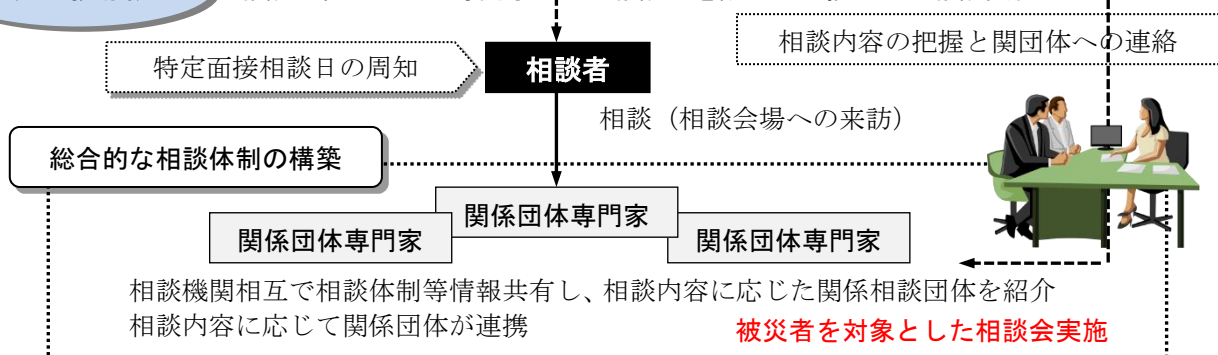 相談内容の把握と関団体への連絡
特定面接相談日の周知
相談者
相談（相談会場への来訪）
総合的な相談体制の構築
関係団体専門家
関係団体専門家
関係団体専門家
相談機関相互で相談体制等情報共有し、相談内容に応じた関係相談団体を紹介
相談内容に応じて関係団体が連携
被災者を対象とした相談会実施